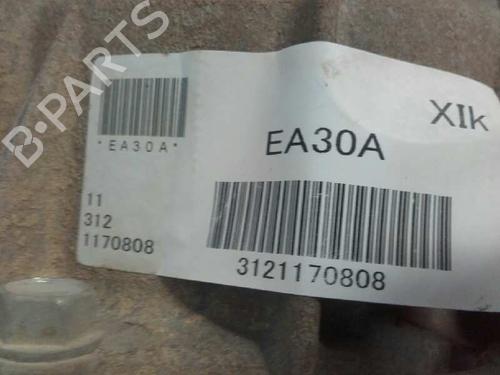 B-PARTS
*EA30A*
11
312
1170808
XIk
EA30A
3121170808